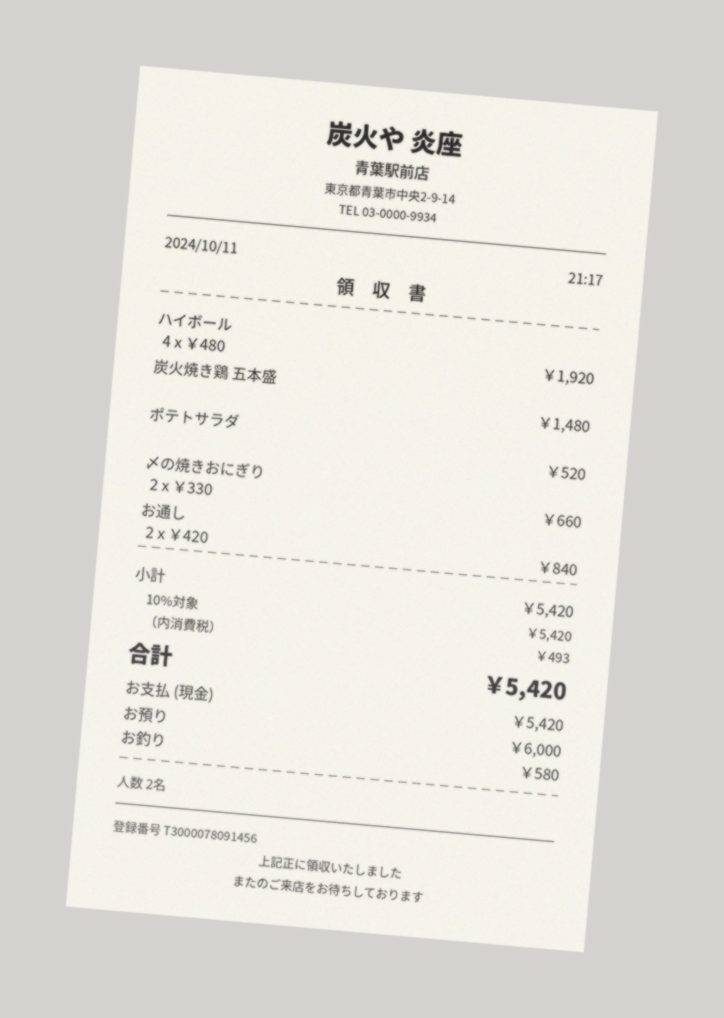 炭火や 炎座
青葉駅前店
東京都青葉市中央2-9-14
TEL 03-0000-9934
2024/10/11 21:17
領 収 書
ハイボール
4 x ￥480 ￥1,920
炭火焼き鶏 五本盛 ￥1,480
ポテトサラダ ￥520
〆の焼きおにぎり
2 x ￥330 ￥660
お通し
2 x ￥420 ￥840
小計 ￥5,420
10%対象 ￥5,420
（内消費税） ￥493
合計 ￥5,420
お支払 (現金) ￥5,420
お預り ￥6,000
お釣り ￥580
人数 2名
登録番号 T3000078091456
上記正に領収いたしました
またのご来店をお待ちしております